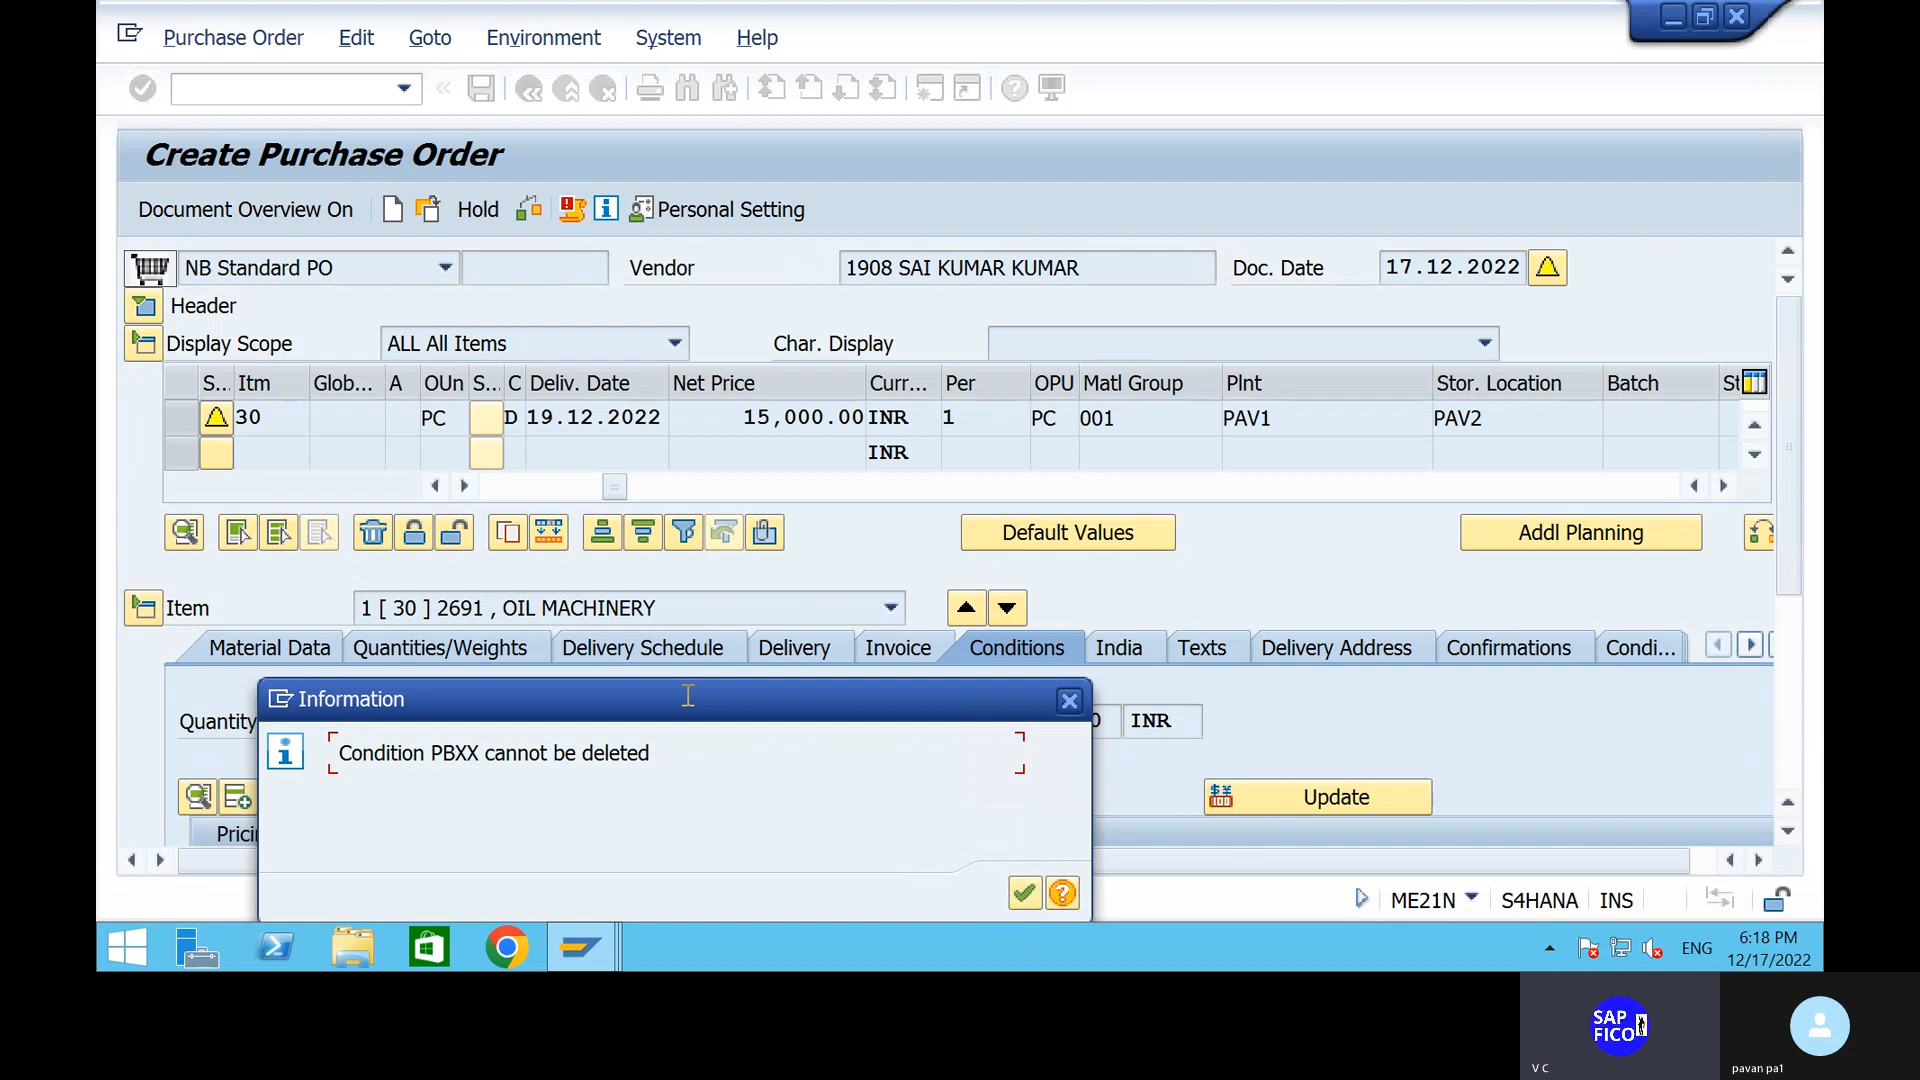 Purchase Order Edit Goto Environment System Help
Create Purchase Order
Document Overview On Hold Personal Setting
NB Standard PO Vendor 1908 SAI KUMAR KUMAR Doc. Date 17.12.2022
Header
Display Scope ALL All Items Char. Display
S... Itm Glob... A OUn S... C Deliv. Date Net Price Curr... Per OPU Matl Group Plnt Stor. Location Batch St
30 PC D 19.12.2022 15,000.00 INR 1 PC 001 PAV1 PAV2
INR
Default Values Addl Planning
Item 1 [ 30 ] 2691 , OIL MACHINERY
Material Data Quantities/Weights Delivery Schedule Delivery Invoice Conditions India Texts Delivery Address Confirmations Condi...
Information
Quantity 0 INR
Condition PBXX cannot be deleted
Update
Prici
ME21N S4HANA INS
ENG 6:18 PM
12/17/2022
SAP
FICO
V C pavan pa1